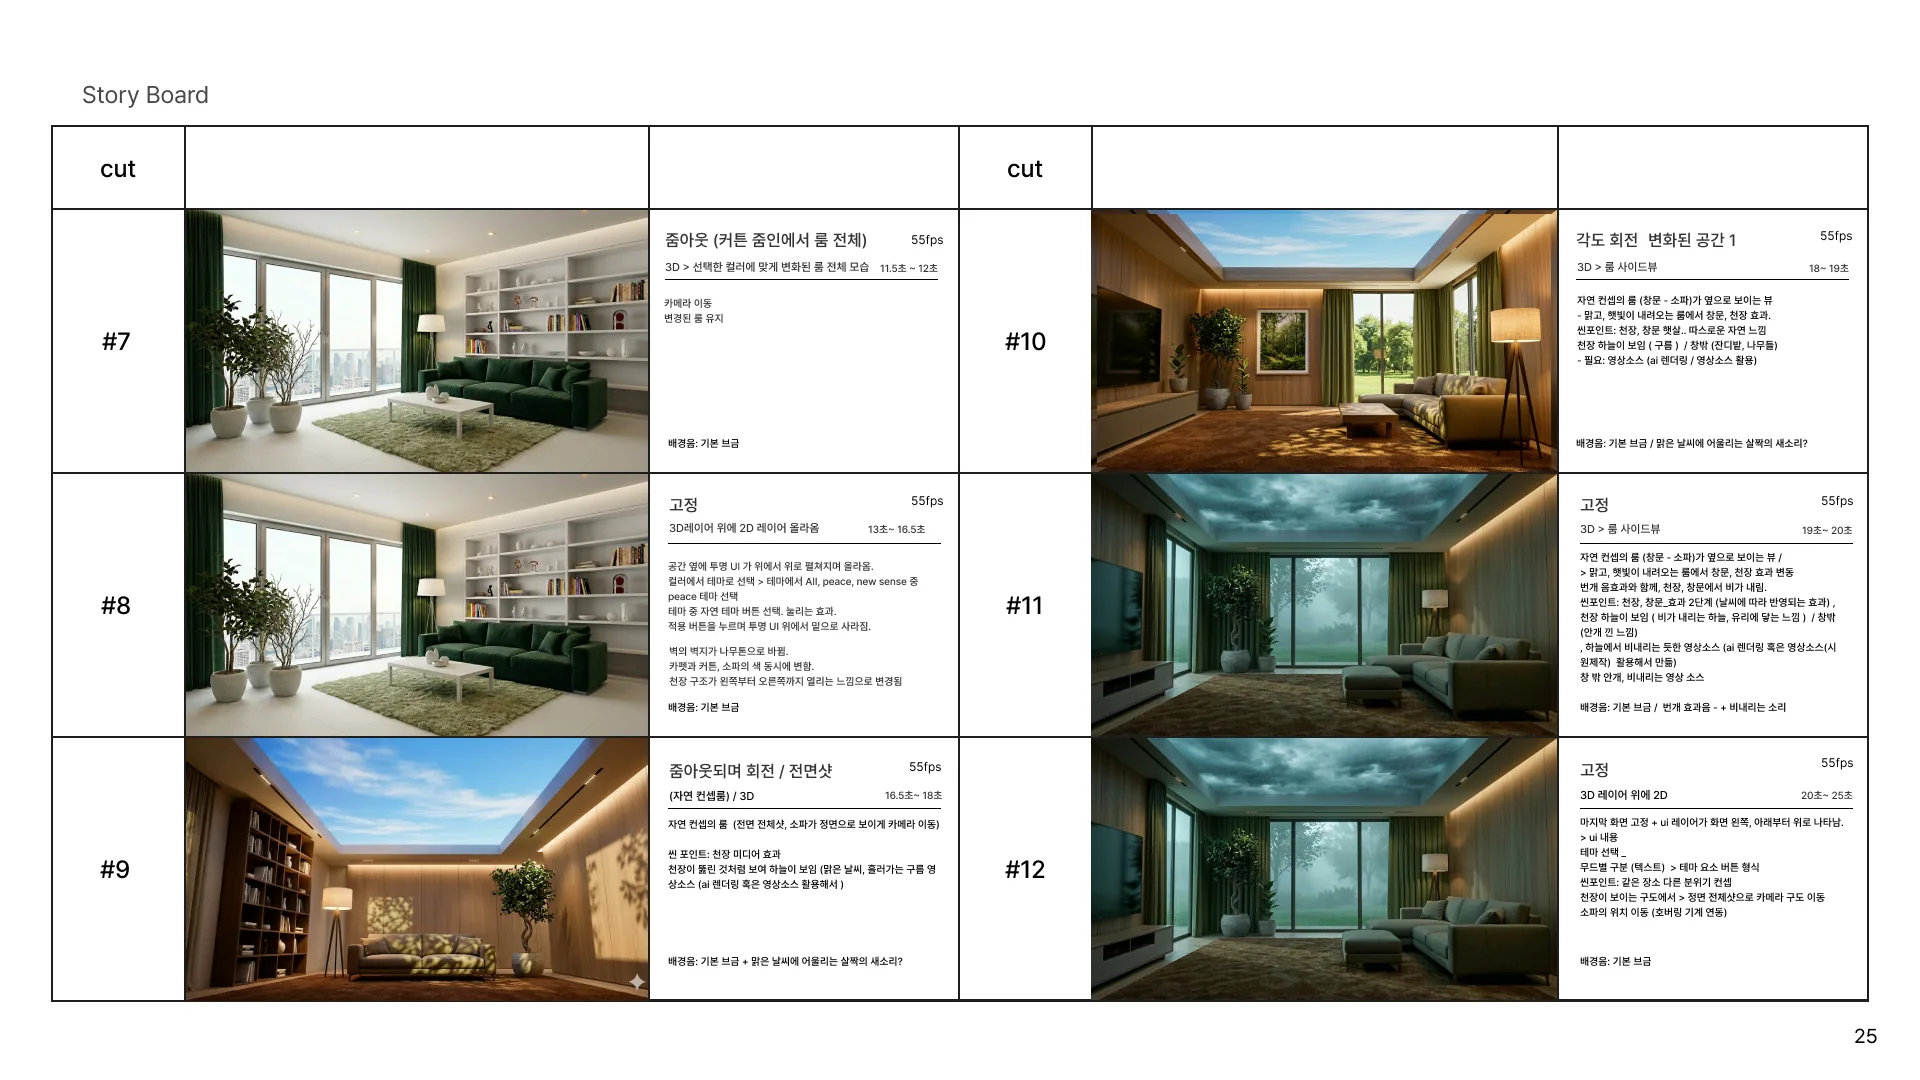 Story Board
cut
cut
#7
줌아웃 (커튼 줌인에서 룸 전체)
55fps
3D > 선택한 컬러에 맞게 변화된 룸 전체 모습
11.5초 ~ 12초
카메라 이동
변경된 룸 유지
배경음: 기본 브금
#8
고정
55fps
3D레이어 위에 2D 레이어 올라옴
13초~ 16.5초
공간 옆에 투명 UI 가 위에서 위로 펼쳐지며 올라옴.
컬러에서 테마로 선택 > 테마에서 All, peace, new sense 중
peace 테마 선택
테마 중 자연 테마 버튼 선택. 눌리는 효과.
적용 버튼을 누르며 투명 UI 위에서 밑으로 사라짐.
벽의 벽지가 나무톤으로 바뀜.
카펫과 커튼, 소파의 색 동시에 변함.
천장 구조가 왼쪽부터 오른쪽까지 열리는 느낌으로 변경됨
배경음: 기본 브금
#9
줌아웃되며 회전 / 전면샷
55fps
(자연 컨셉룸) / 3D
16.5초~ 18초
자연 컨셉의 룸 (전면 전체샷, 소파가 정면으로 보이게 카메라 이동)
씬 포인트: 천장 미디어 효과
천장이 뚫린 것처럼 보여 하늘이 보임 (맑은 날씨, 흘러가는 구름 영
상소스 (ai 렌더링 혹은 영상소스 활용해서 )
배경음: 기본 브금 + 맑은 날씨에 어울리는 살짝의 새소리?
#10
각도 회전 변화된 공간 1
55fps
3D > 룸 사이드뷰
18~ 19초
자연 컨셉의 룸 (창문 - 소파)가 옆으로 보이는 뷰
- 맑고, 햇빛이 내려오는 룸에서 창문, 천장 효과.
씬포인트: 천장, 창문 햇살.. 따스로운 자연 느낌
천장 하늘이 보임 ( 구름 ) / 창밖 (잔디밭, 나무들)
- 필요: 영상소스 (ai 렌더링 / 영상소스 활용)
배경음: 기본 브금 / 맑은 날씨에 어울리는 살짝의 새소리?
#11
고정
55fps
3D > 룸 사이드뷰
19초~ 20초
자연 컨셉의 룸 (창문 - 소파)가 옆으로 보이는 뷰 /
> 맑고, 햇빛이 내려오는 룸에서 창문, 천장 효과 변동
번개 음효과와 함께, 천장, 창문에서 비가 내림.
씬포인트: 천장, 창문_효과 2단계 (날씨에 따라 반영되는 효과) ,
천장 하늘이 보임 ( 비가 내리는 하늘, 유리에 닿는 느낌 ) / 창밖
(안개 낀 느낌)
, 하늘에서 비내리는 듯한 영상소스 (ai 렌더링 혹은 영상소스(시
원제작) 활용해서 만듦)
창 밖 안개, 비내리는 영상 소스
배경음: 기본 브금 / 번개 효과음 - + 비내리는 소리
#12
고정
55fps
3D 레이어 위에 2D
20초~ 25초
마지막 화면 고정 + ui 레이어가 화면 왼쪽, 아래부터 위로 나타남.
> ui 내용
테마 선택 _
무드별 구분 (텍스트) > 테마 요소 버튼 형식
씬포인트: 같은 장소 다른 분위기 컨셉
천장이 보이는 구도에서 > 정면 전체샷으로 카메라 구도 이동
소파의 위치 이동 (호버링 기계 연동)
배경음: 기본 브금
25